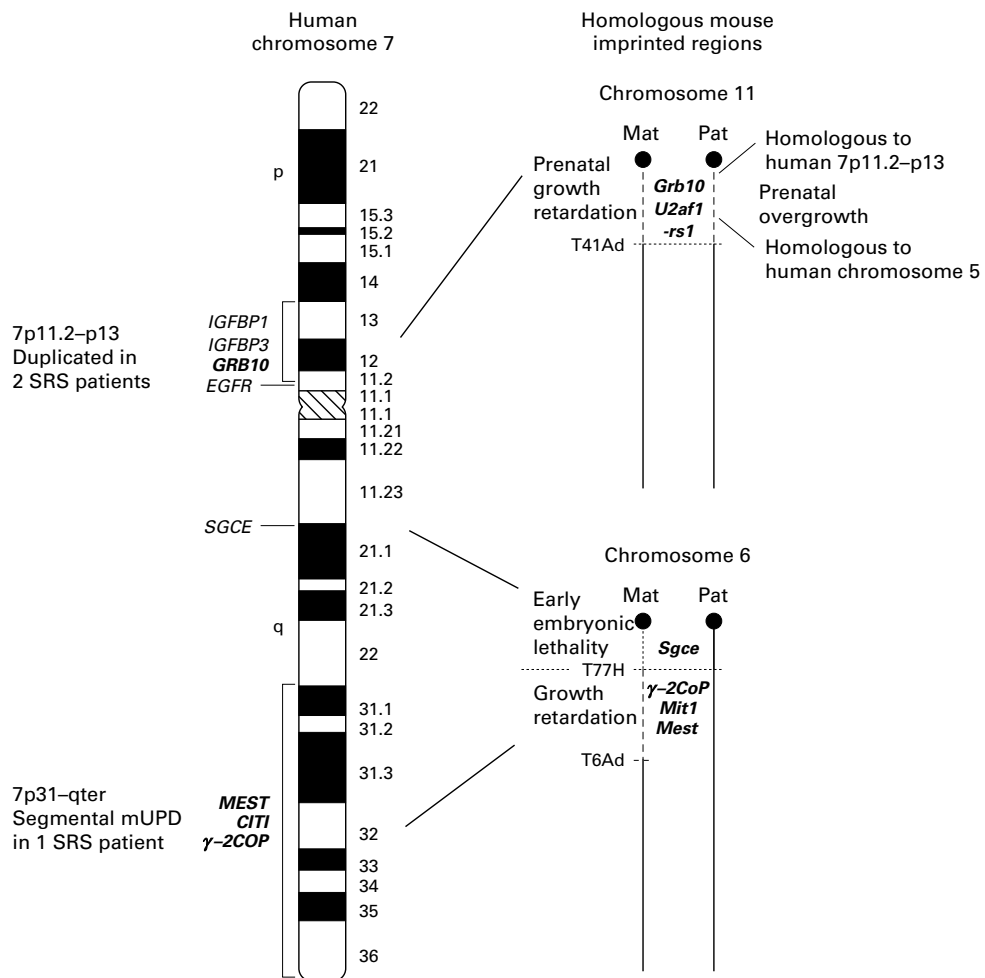 Human
chromosome 7
Homologous mouse
imprinted regions
p
q
22
21
15.3
15.2
15.1
14
13
12
11.2
11.1
11.1
11.21
11.22
11.23
21.1
21.2
21.3
22
31.1
31.2
31.3
32
33
34
35
36
7p11.2–p13
Duplicated in
2 SRS patients
IGFBP1
IGFBP3
GRB10
EGFR
SGCE
7p31–qter
Segmental mUPD
in 1 SRS patient
MEST
CITI
γ–2COP
Chromosome 11
Mat Pat
Prenatal
growth
retardation
T41Ad
Grb10
U2af1
-rs1
Homologous to
human 7p11.2–p13
Prenatal
overgrowth
Homologous to
human chromosome 5
Chromosome 6
Mat Pat
Early
embryonic
lethality
Sgce
T77H
Growth
retardation
γ–2CoP
Mit1
Mest
T6Ad